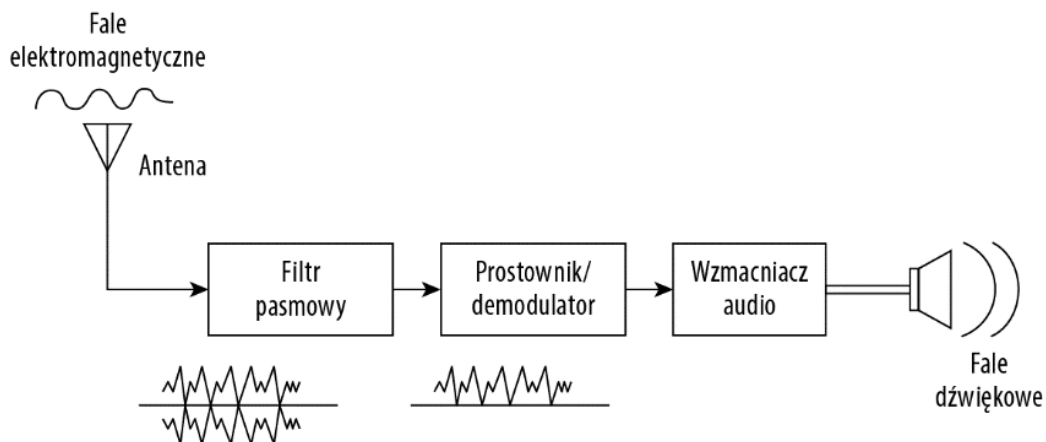 Fale
elektromagnetyczne
Antena
Filtr
pasmowy
Prostownik/
demodulator
Wzmacniacz
audio
Fale
dźwiękowe